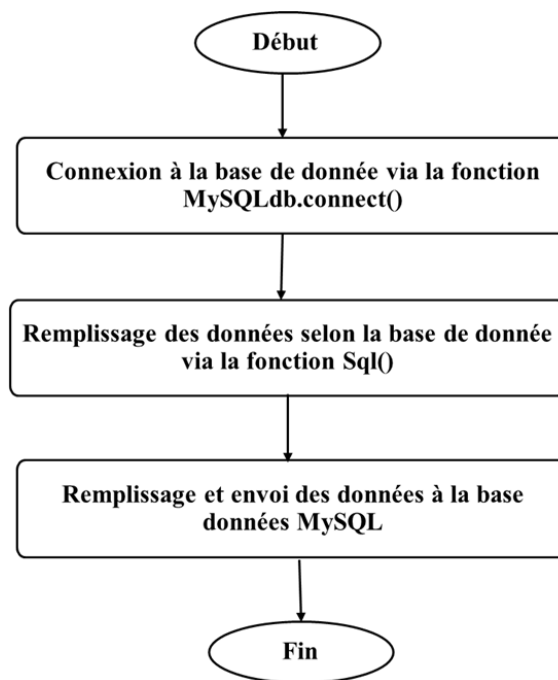 Début
Connexion à la base de donnée via la fonction
MySQLdb.connect()
Remplissage des données selon la base de donnée
via la fonction Sql()
Remplissage et envoi des données à la base
données MySQL
Fin